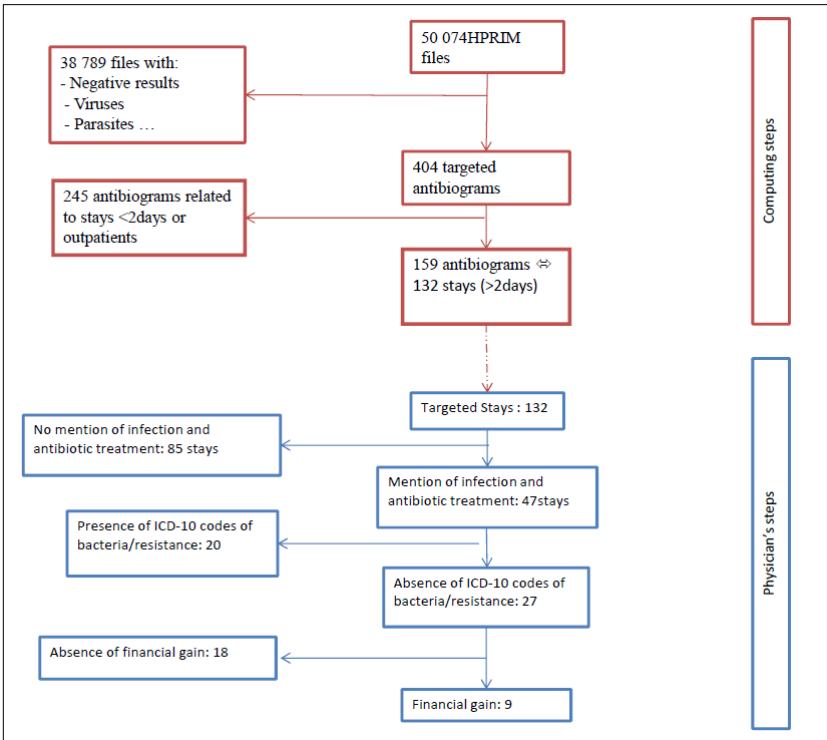 50 074HPRIM
files
38 789 files with:
- Negative results
- Viruses
- Parasites …
404 targeted
antibiograms
245 antibiograms related
to stays <2days or
outpatients
159 antibiograms ⬄
132 stays (>2days)
Computing steps
Targeted Stays : 132
No mention of infection and
antibiotic treatment: 85 stays
Mention of infection and
antibiotic treatment: 47stays
Presence of ICD-10 codes of
bacteria/resistance: 20
Absence of ICD-10 codes of
bacteria/resistance: 27
Absence of financial gain: 18
Financial gain: 9
Physician's steps